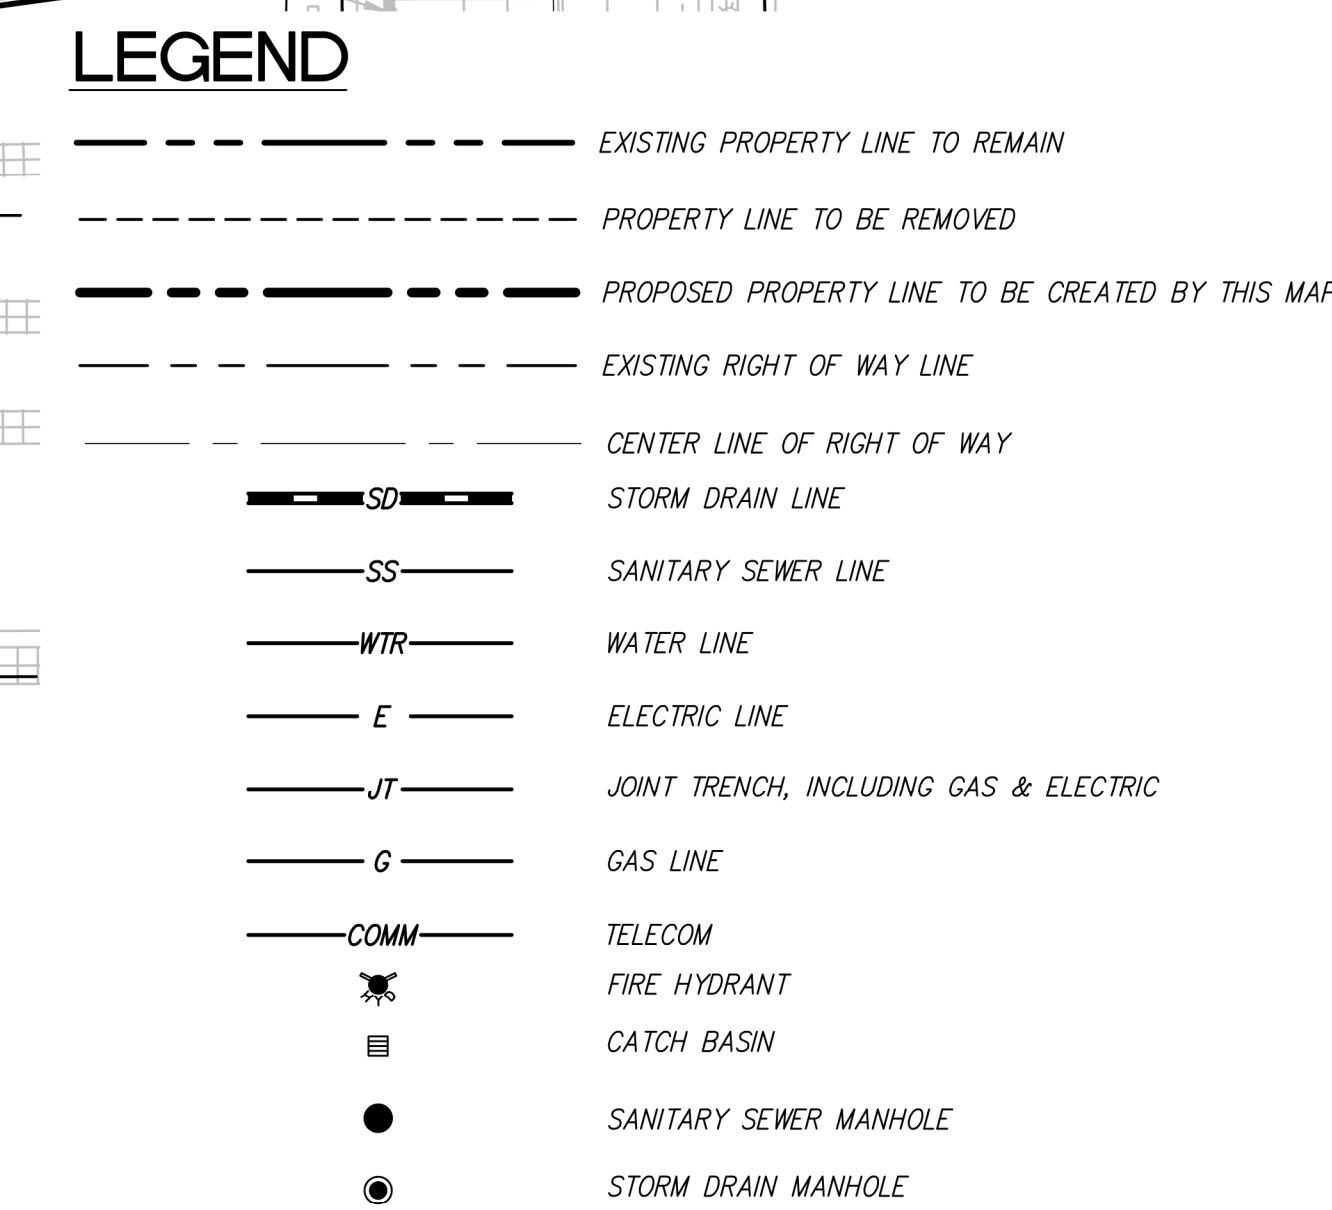 LEGEND
EXISTING PROPERTY LINE TO REMAIN
PROPERTY LINE TO BE REMOVED
PROPOSED PROPERTY LINE TO BE CREATED BY THIS MAP
EXISTING RIGHT OF WAY LINE
CENTER LINE OF RIGHT OF WAY
SD STORM DRAIN LINE
SS SANITARY SEWER LINE
WTR WATER LINE
E ELECTRIC LINE
JT JOINT TRENCH, INCLUDING GAS & ELECTRIC
G GAS LINE
COMM TELECOM
HYD FIRE HYDRANT
CATCH BASIN
SANITARY SEWER MANHOLE
STORM DRAIN MANHOLE